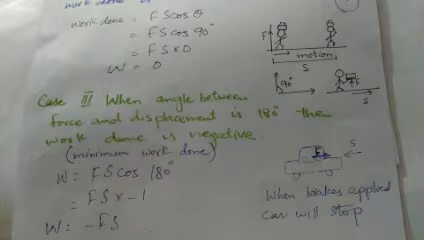 work done = FS cos θ
= FS cos 90°
= FS × 0
W = 0
F
motion
S
90°
S
Case III When angle between
force and displacement is 180° then
work done is negative.
(minimum work done)
W = FS cos 180°
= FS × -1
W = - FS
S
When brakes applied
car will stop